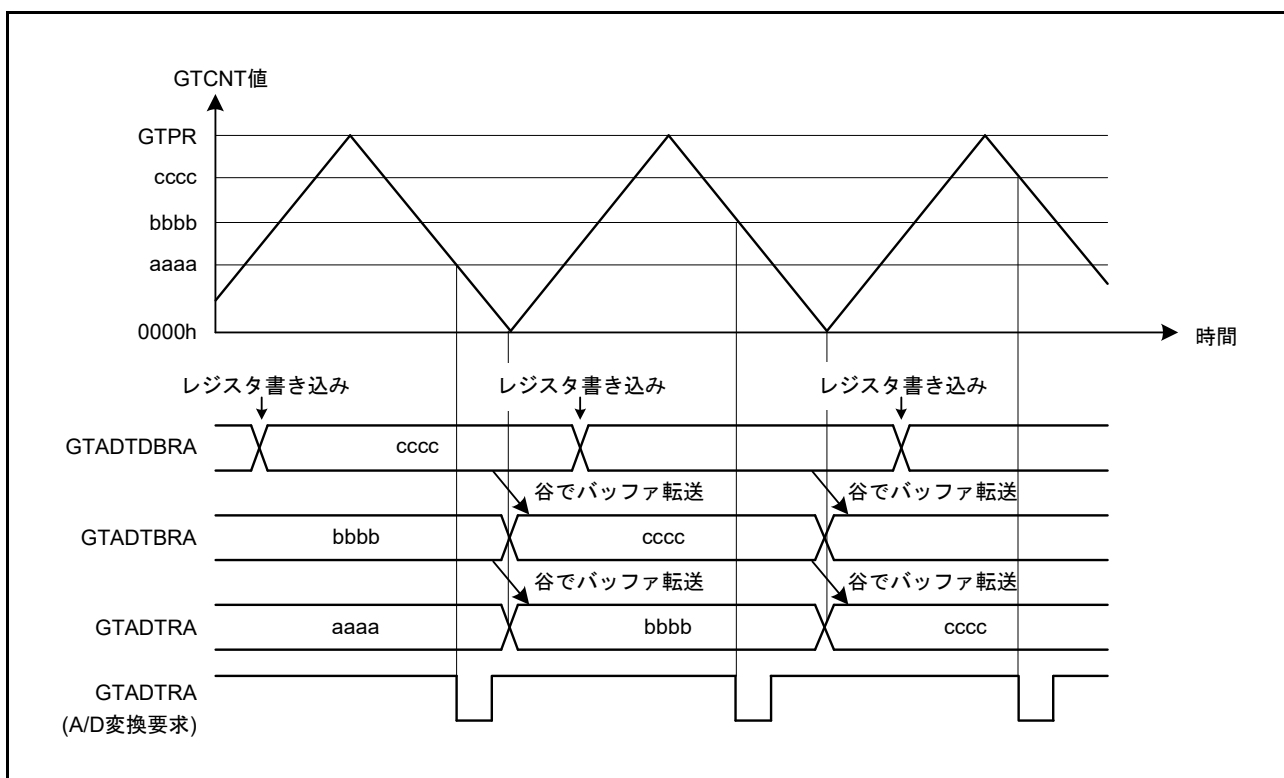 GTCNT値
GTPR
cccc
bbbb
aaaa
0000h
時間
レジスタ書き込み レジスタ書き込み レジスタ書き込み
GTADTDBRA cccc
谷でバッファ転送 谷でバッファ転送
GTADTBRA bbbb cccc
谷でバッファ転送 谷でバッファ転送
GTADTRA aaaa bbbb cccc
GTADTRA
(A/D変換要求)